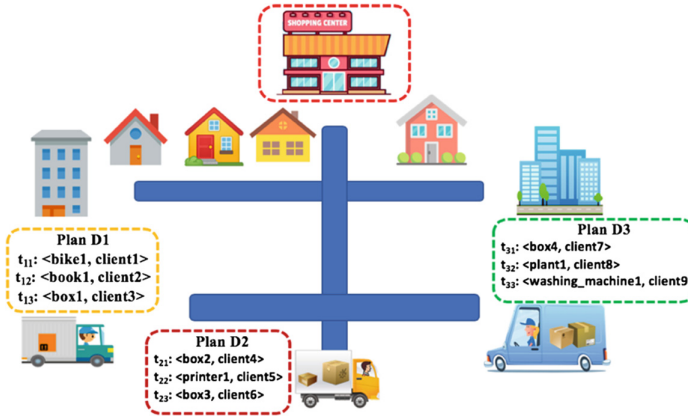 SHOPPING CENTER
Plan D1
t11: <bike1, client1>
t12: <book1, client2>
t13: <box1, client3>
Plan D2
t21: <box2, client4>
t22: <printer1, client5>
t23: <box3, client6>
Plan D3
t31: <box4, client7>
t32: <plant1, client8>
t33: <washing_machine1, client9